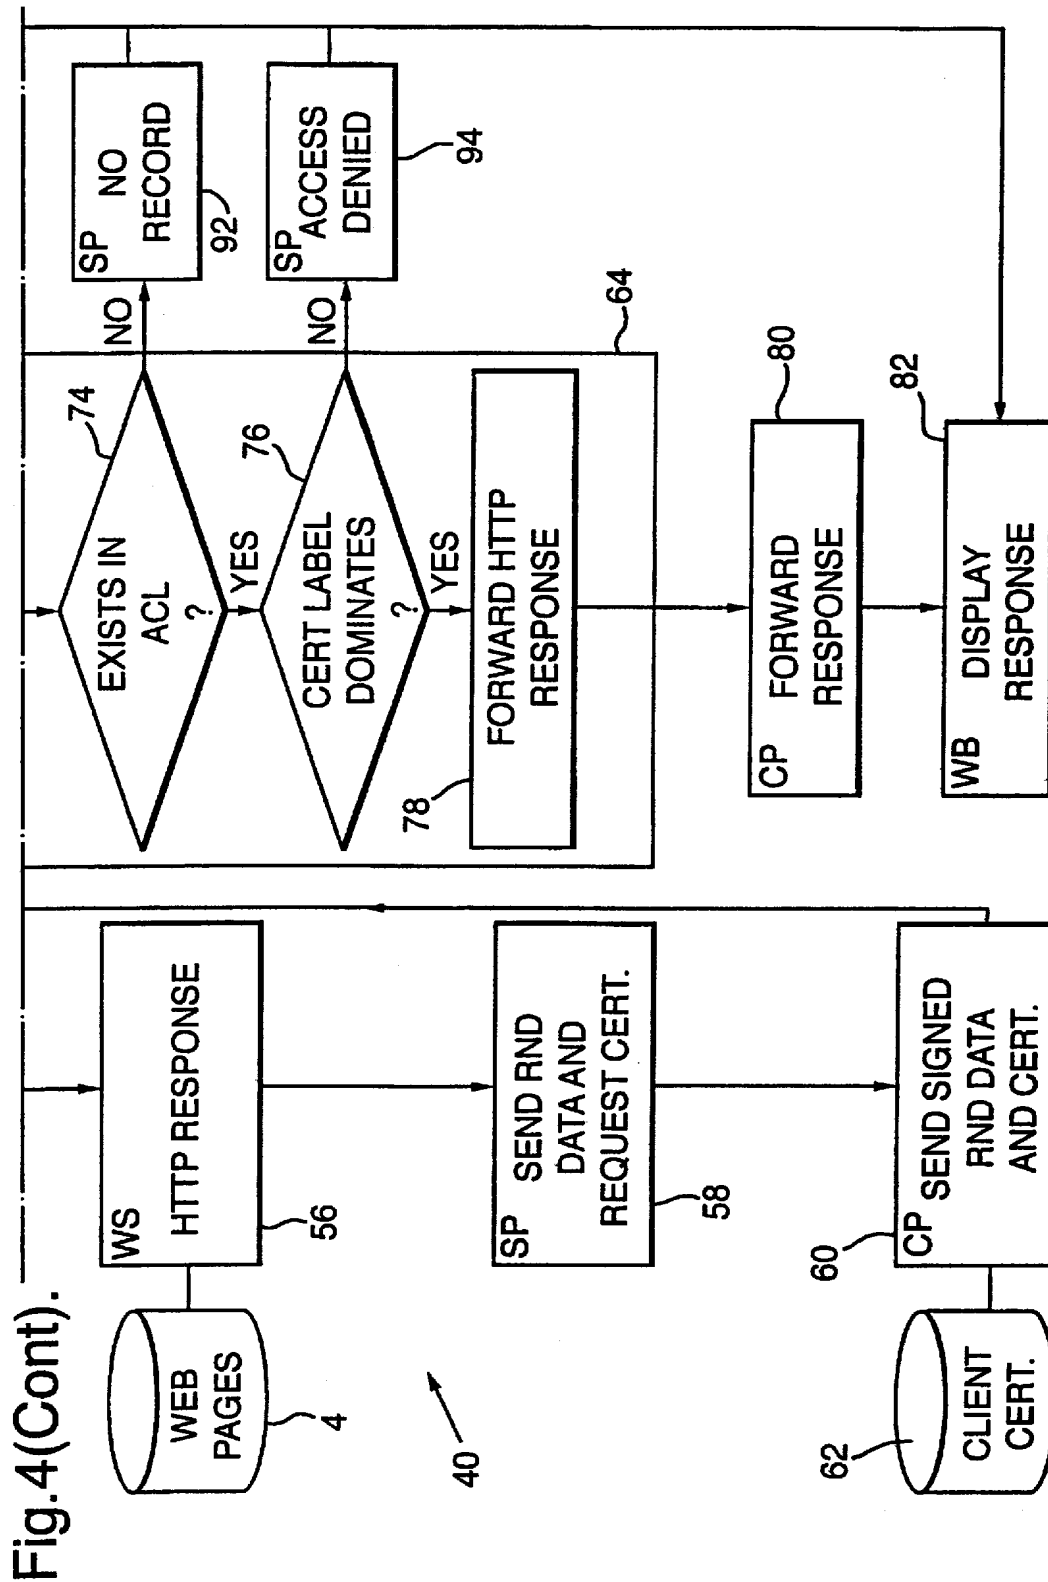 Fig.4(Cont).
WEB
PAGES
4
WS
HTTP RESPONSE
56
SP
SEND RND
DATA AND
REQUEST CERT.
58
40
CLIENT
CERT.
62
60
CP
SEND SIGNED
RND DATA
AND CERT.
EXISTS IN
ACL
?
74
NO
YES
SP
NO
RECORD
92
CERT LABEL
DOMINATES
?
76
NO
YES
SP
ACCESS
DENIED
94
FORWARD HTTP
RESPONSE
78
64
CP
FORWARD
RESPONSE
80
WB
DISPLAY
RESPONSE
82